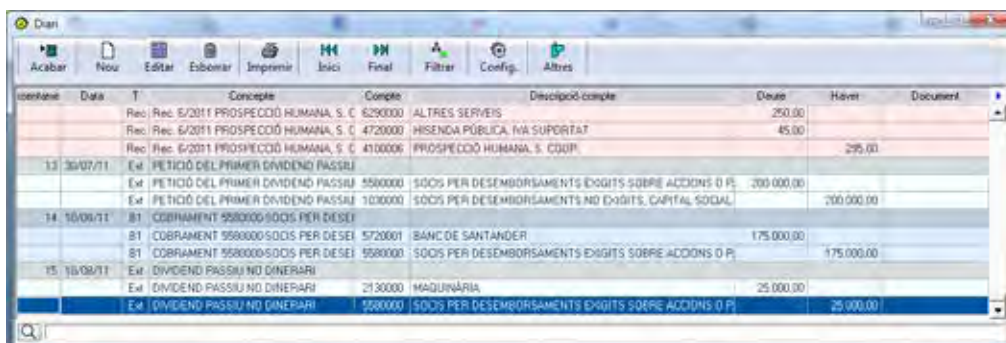 Diari
Acabar Nou Editar Esborrar Imprimir Inici Final Filtrar Config. Altres
Data T Concepte Compte Descripció compte Deure Haver Document
Rec Rec. 6/2011 PROSPECCIÓ HUMANA, S. C 6290000 ALTRES SERVEIS 250,00
Rec Rec. 6/2011 PROSPECCIÓ HUMANA, S. C 4720000 HISENDA PÚBLICA, IVA SUPORTAT 45,00
Rec Rec. 6/2011 PROSPECCIÓ HUMANA, S. C 4100006 PROSPECCIÓ HUMANA, S. COOP. 295,00
13 30/07/11 Ext PETICIÓ DEL PRIMER DIVIDEND PASSIU
Ext PETICIÓ DEL PRIMER DIVIDEND PASSIU 5580000 SOCIS PER DESEMBORSAMENTS EXIGITS SOBRE ACCIONS O P 200.000,00
Ext PETICIÓ DEL PRIMER DIVIDEND PASSIU 1030000 SOCIS PER DESEMBORSAMENTS NO EXIGITS, CAPITAL SOCIAL 200.000,00
14 B1 COBRAMENT 5580000-SOCIS PER DESEI
B1 COBRAMENT 5580000-SOCIS PER DESEI 5720001 BANC DE SANTANDER 175.000,00
B1 COBRAMENT 5580000-SOCIS PER DESEI 5580000 SOCIS PER DESEMBORSAMENTS EXIGITS SOBRE ACCIONS O P 175.000,00
15 Ext DIVIDEND PASSIU NO DINERARI
Ext DIVIDEND PASSIU NO DINERARI 2130000 MAQUINÀRIA 25.000,00
Ext DIVIDEND PASSIU NO DINERARI 5580000 SOCIS PER DESEMBORSAMENTS EXIGITS SOBRE ACCIONS O P 25.000,00